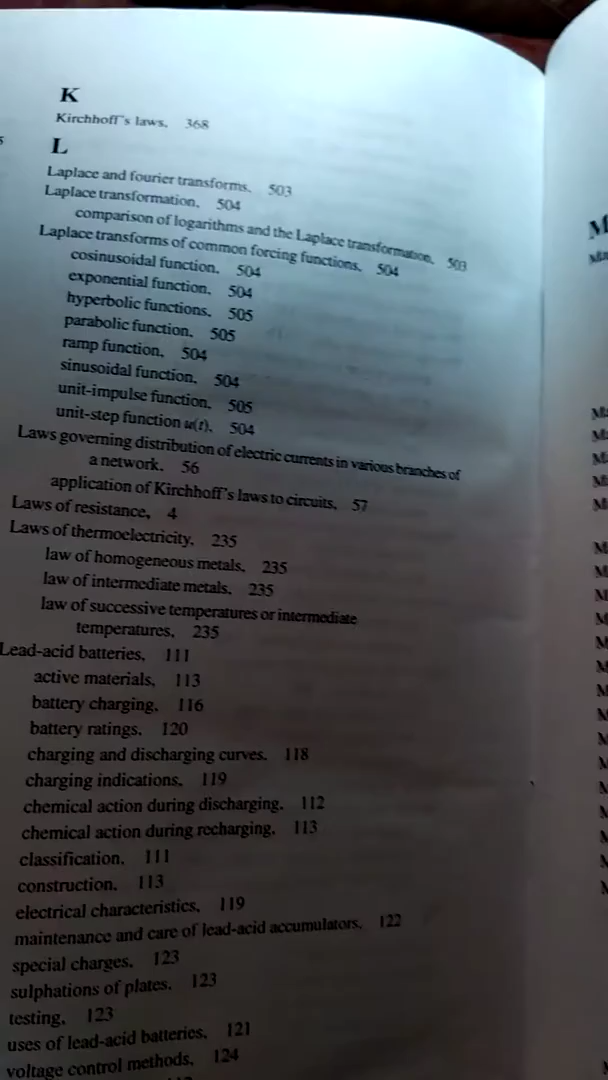 K
Kirchhoff's laws, 368
L
Laplace and fourier transforms, 503
Laplace transformation, 504
comparison of logarithms and the Laplace transformation, 503
Laplace transforms of common forcing functions, 504
cosinusoidal function, 504
exponential function, 504
hyperbolic functions, 505
parabolic function, 505
ramp function, 504
sinusoidal function, 504
unit-impulse function, 505
unit-step function u(t), 504
Laws governing distribution of electric currents in various branches of
a network, 56
application of Kirchhoff's laws to circuits, 57
Laws of resistance, 4
Laws of thermoelectricity, 235
law of homogeneous metals, 235
law of intermediate metals, 235
law of successive temperatures or intermediate
temperatures, 235
Lead-acid batteries, 111
active materials, 113
battery charging, 116
battery ratings, 120
charging and discharging curves, 118
charging indications, 119
chemical action during discharging, 112
chemical action during recharging, 113
classification, 111
construction, 113
electrical characteristics, 119
maintenance and care of lead-acid accumulators, 122
special charges, 123
sulphations of plates, 123
testing, 123
uses of lead-acid batteries, 121
voltage control methods, 124